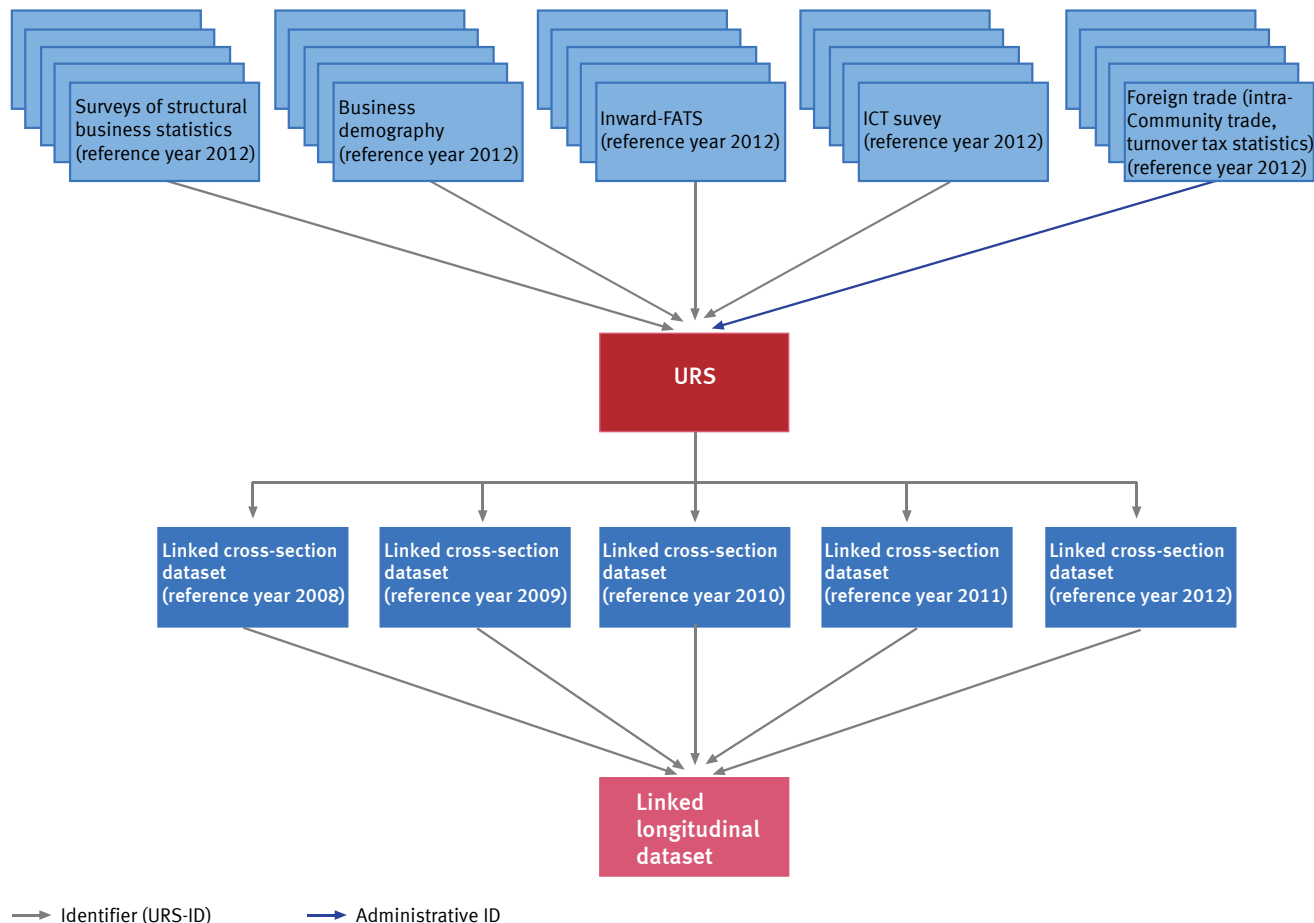 Surveys of structural
business statistics
(reference year 2012)
Business
demography
(reference year 2012)
Inward-FATS
(reference year 2012)
ICT suvey
(reference year 2012)
Foreign trade (intra-
Community trade,
turnover tax statistics)
(reference year 2012)
URS
Linked cross-section
dataset
(reference year 2008)
Linked cross-section
dataset
(reference year 2009)
Linked cross-section
dataset
(reference year 2010)
Linked cross-section
dataset
(reference year 2011)
Linked cross-section
dataset
(reference year 2012)
Linked
longitudinal
dataset
Identifier (URS-ID)
Administrative ID